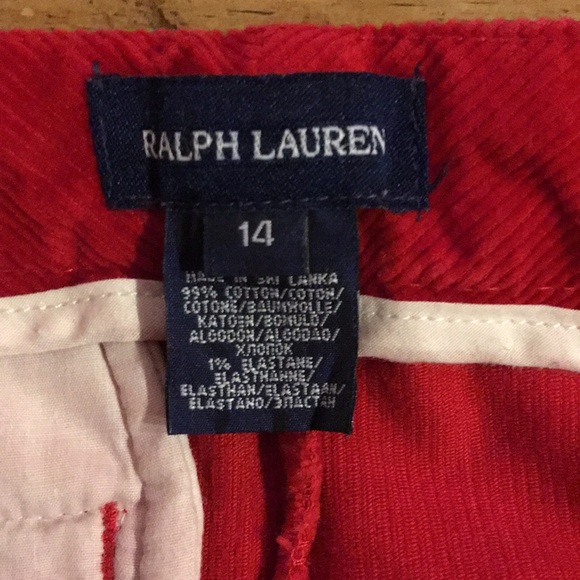 RALPH LAUREN
14
MADE IN SRI LANKA
99% COTTON/COTON/
COTONE/BAUMWOLLE/
KATOEN/BOMULD/
ALGODON/ALGODAO/
ХЛОПОК
1% ELASTANE/
ELASTHANNE/
ELASTHAN/ELASTAAN/
ELASTANO/ЭЛАСТАН